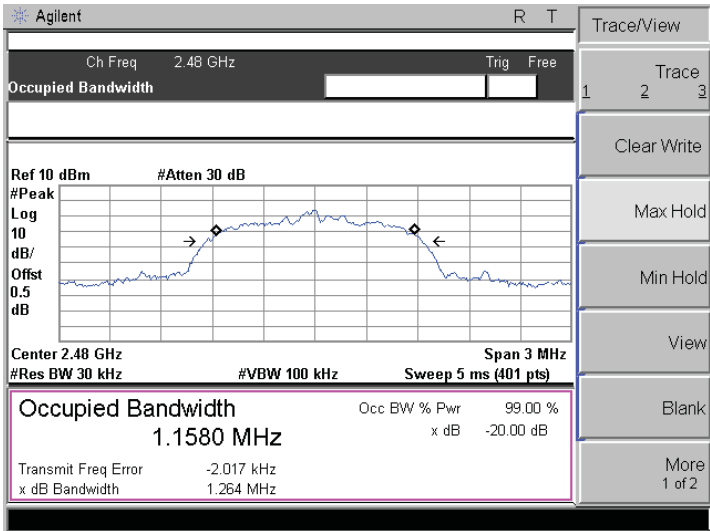 Agilent R T
Ch Freq 2.48 GHz Trig Free
Occupied Bandwidth
Ref 10 dBm #Atten 30 dB
#Peak
Log
10
dB/
Offst
0.5
dB
Center 2.48 GHz Span 3 MHz
#Res BW 30 kHz #VBW 100 kHz Sweep 5 ms (401 pts)
Occupied Bandwidth Occ BW % Pwr 99.00 %
1.1580 MHz x dB -20.00 dB
Transmit Freq Error -2.017 kHz
x dB Bandwidth 1.264 MHz
Trace/View
Trace
1 2 3
Clear Write
Max Hold
Min Hold
View
Blank
More
1 of 2